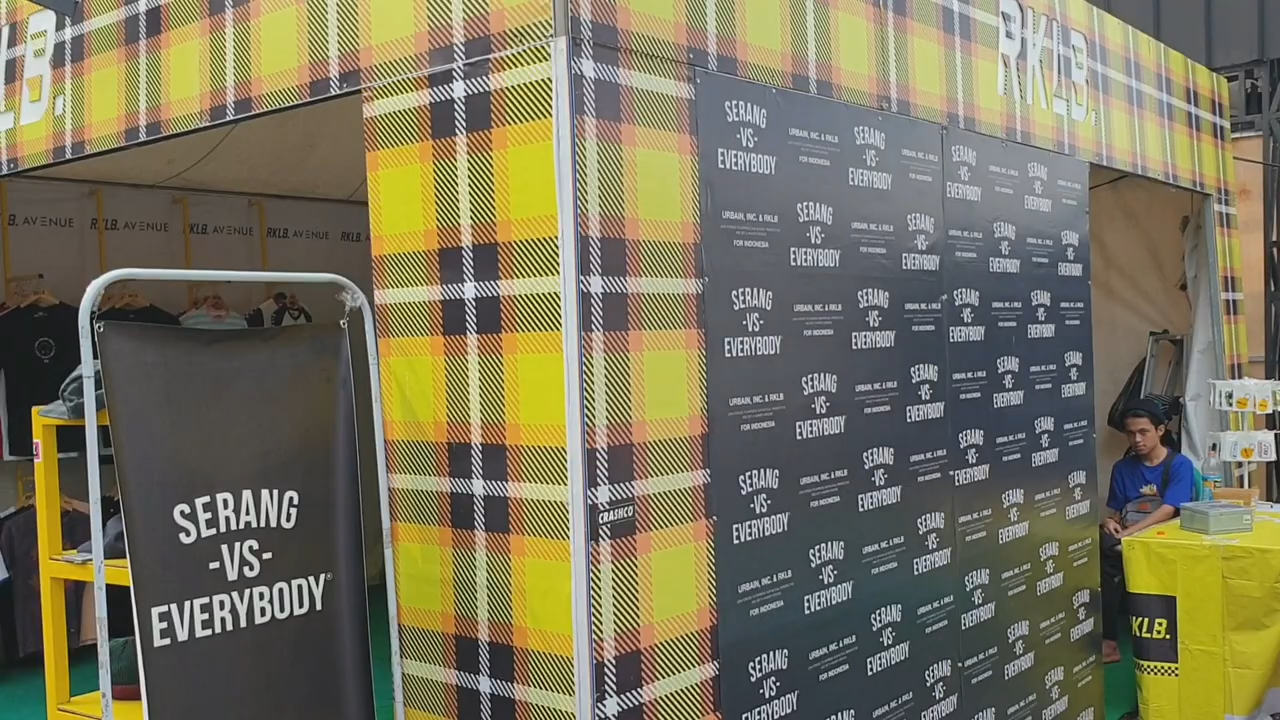 LB.
RKLB.
B. AVENUE
RKLB. AVENUE
RKLB. AVENUE
RKLB. AVENUE
RKLB. A
SERANG
-VS-
EVERYBODY®
CRASHCO
SERANG
-VS-
EVERYBODY
URBAIN, INC. & RKLB
FOR INDONESIA
RKLB.